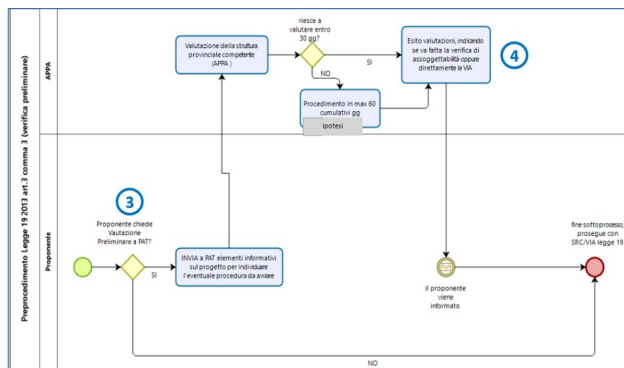 Preprocedimento Legge 19 2013 art.3 comma 3 (verifica preliminare)
APPA
Valutazione della struttura
provinciale competente
(APPA )
riesce a
valutare entro
30 gg?
SI
NO
Procedimento in max 60
cumulativi gg
ipotesi
Esito valutazioni, indicando
se va fatta la verifica di
assoggettabilità oppure
direttamente la VIA
4
Proponente
3
Proponente chiede
Vautazione
Preliminare a PAT?
SI
INVIA a PAT elementi informativi
sul progetto per individuare
l'eventuale procedura da avviare
il proponente
viene
informato
fine sottoprocesso,
prosegue con
SRC/VIA legge 19
NO